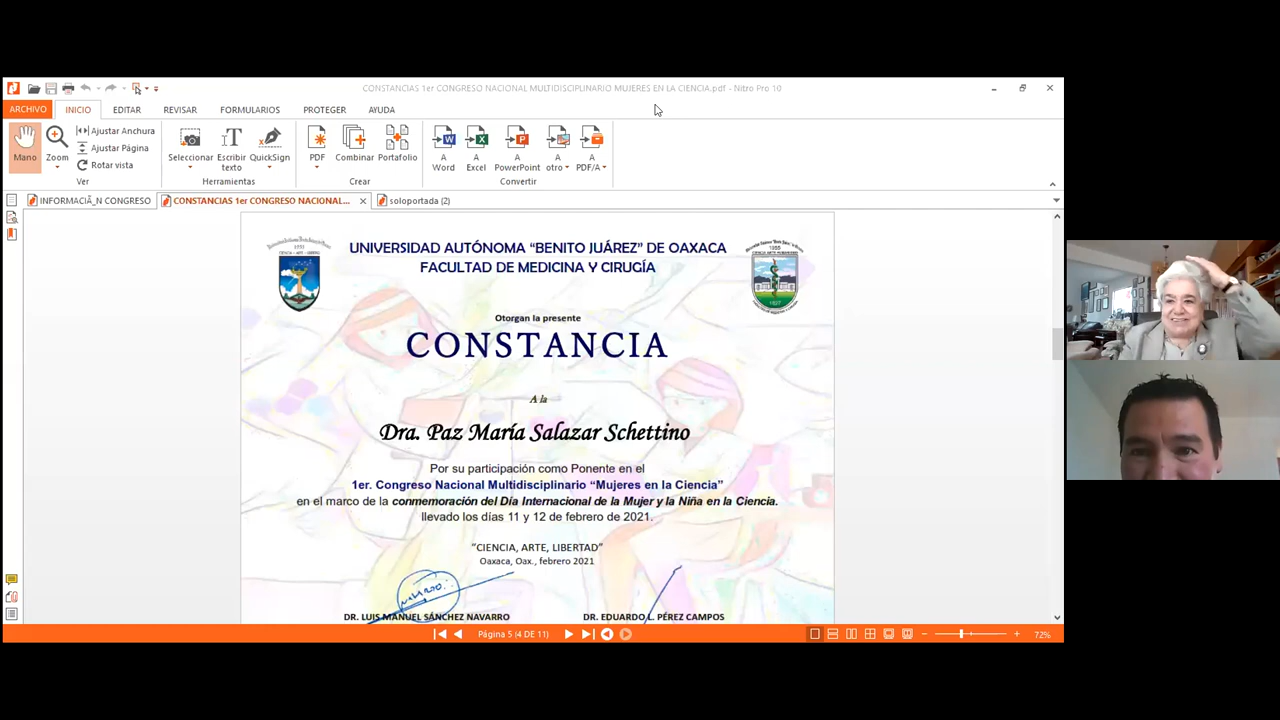 CONSTANCIAS 1er CONGRESO NACIONAL MULTIDISCIPLINARIO MUJERES EN LA CIENCIA.pdf - Nitro Pro 10
ARCHIVO INICIO EDITAR REVISAR FORMULARIOS PROTEGER AYUDA
Mano Zoom Ajustar Anchura Ajustar Página Rotar vista
Seleccionar Escribir texto QuickSign
PDF Combinar Portafolio
A Word A Excel A PowerPoint A otro A PDF/A
Ver Herramientas Crear Convertir
INFORMACIÃ_N CONGRESO CONSTANCIAS 1er CONGRESO NACIONAL... soloportada (2)
UNIVERSIDAD AUTÓNOMA “BENITO JUÁREZ” DE OAXACA
FACULTAD DE MEDICINA Y CIRUGÍA
Otorgan la presente
CONSTANCIA
A la
Dra. Paz María Salazar Schettino
Por su participación como Ponente en el
1er. Congreso Nacional Multidisciplinario “Mujeres en la Ciencia”
en el marco de la conmemoración del Día Internacional de la Mujer y la Niña en la Ciencia.
llevado los días 11 y 12 de febrero de 2021.
“CIENCIA, ARTE, LIBERTAD”
Oaxaca, Oax., febrero 2021
DR. LUIS MANUEL SÁNCHEZ NAVARRO DR. EDUARDO L. PÉREZ CAMPOS
Página 5 (4 DE 11) 72%